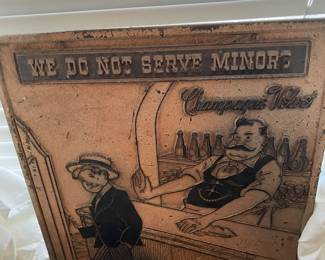 WE DO NOT SERVE MINORS
Champagne Velvet